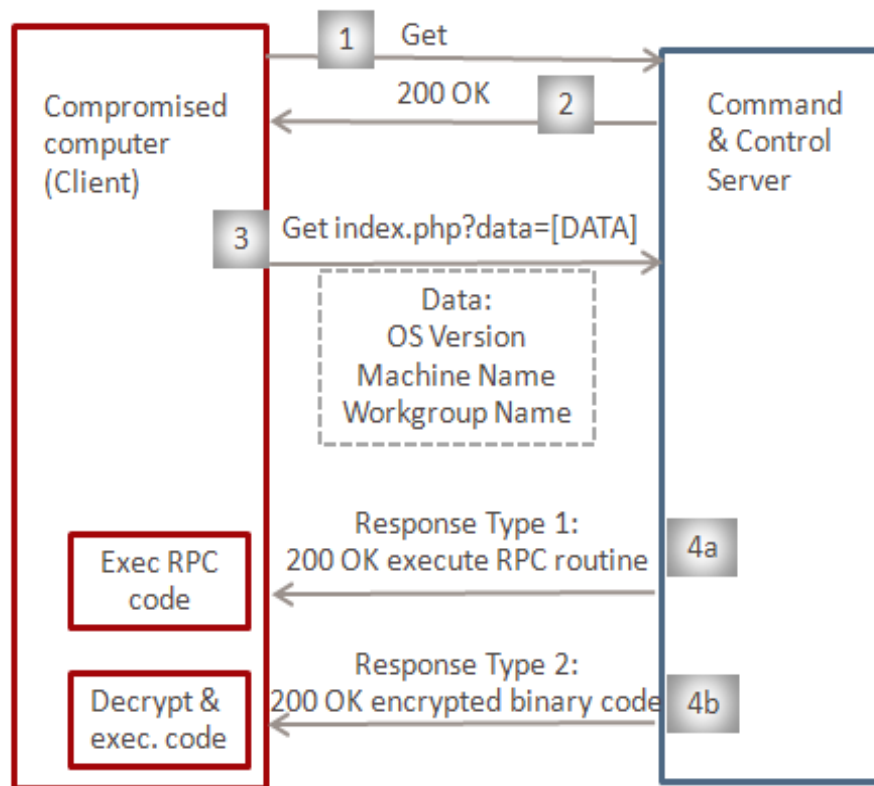 1
Get
200 OK
2
Compromised
computer
(Client)
Command
& Control
Server
3
Get index.php?data=[DATA]
Data:
OS Version
Machine Name
Workgroup Name
Response Type 1:
200 OK execute RPC routine
4a
Exec RPC
code
Response Type 2:
200 OK encrypted binary code
4b
Decrypt &
exec. code